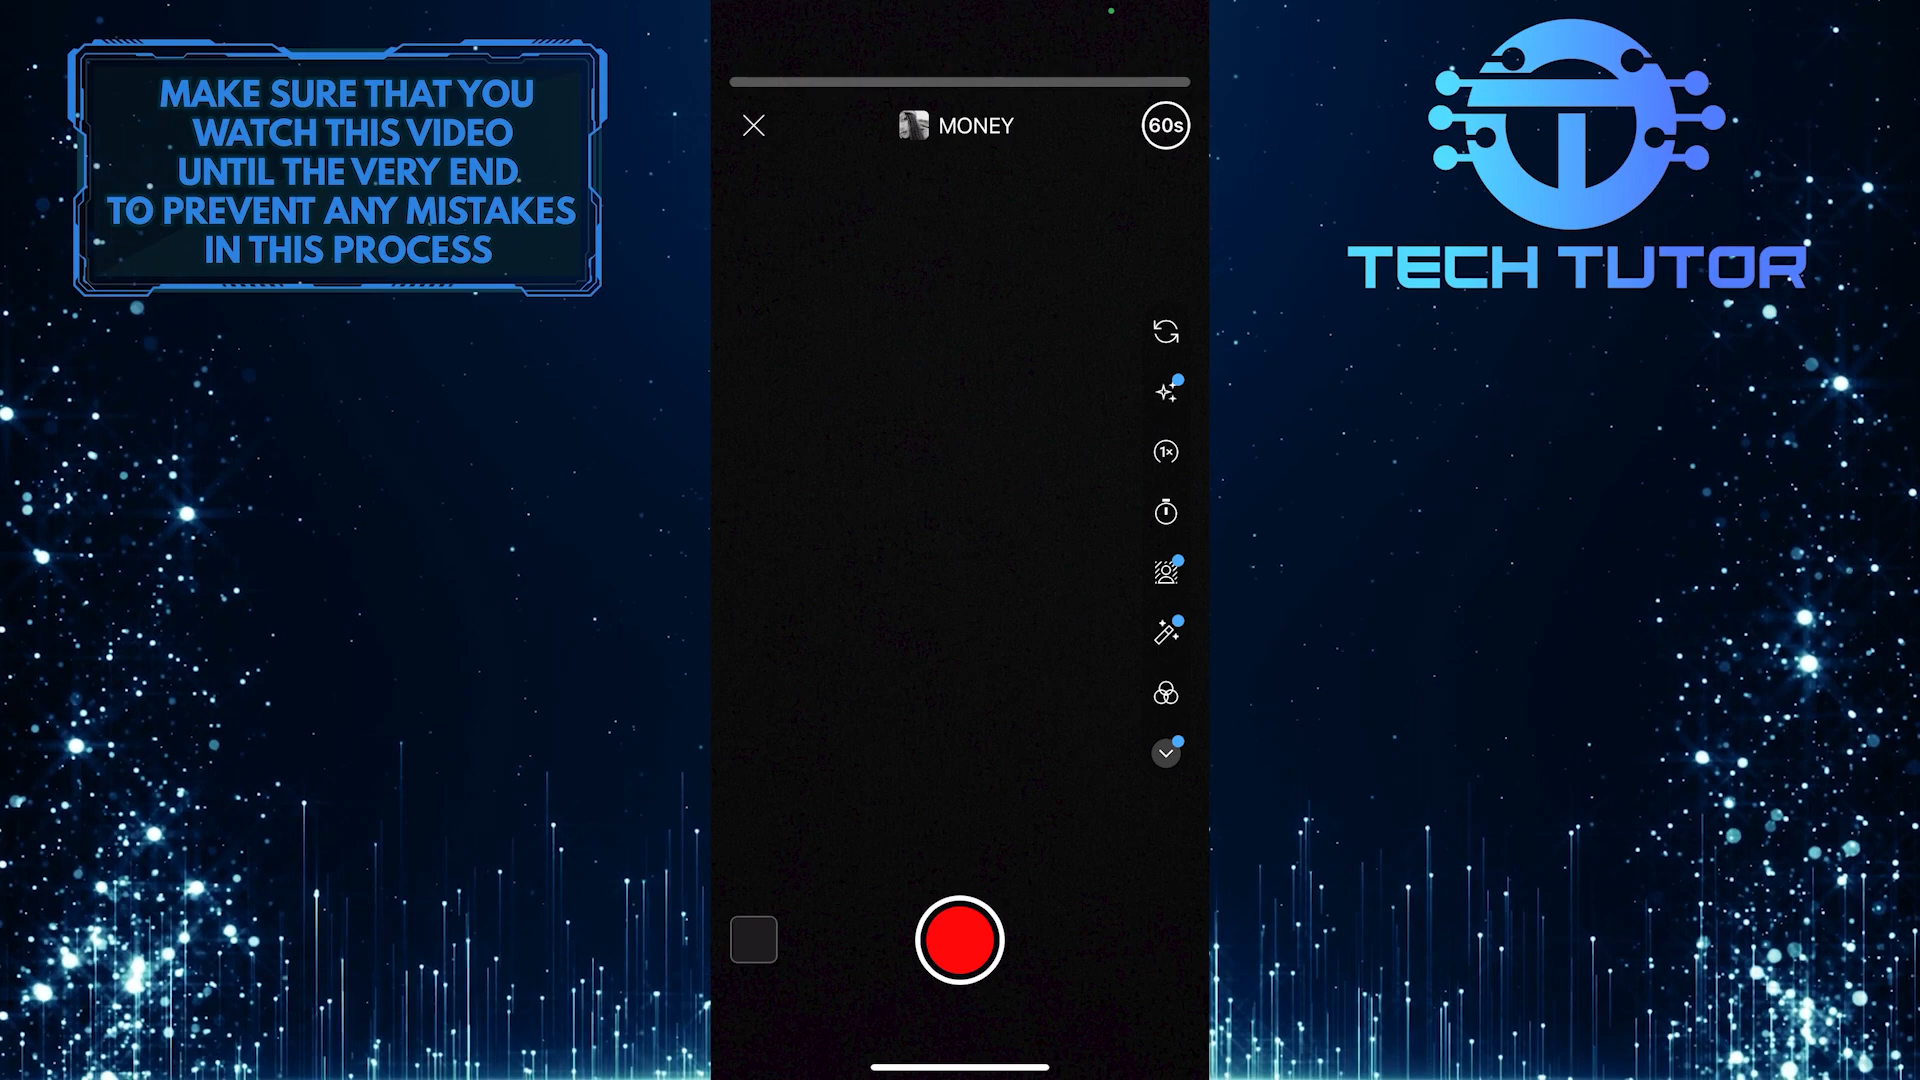 MAKE SURE THAT YOU
WATCH THIS VIDEO
UNTIL THE VERY END
TO PREVENT ANY MISTAKES
IN THIS PROCESS
MONEY
60s
1×
TECH TUTOR